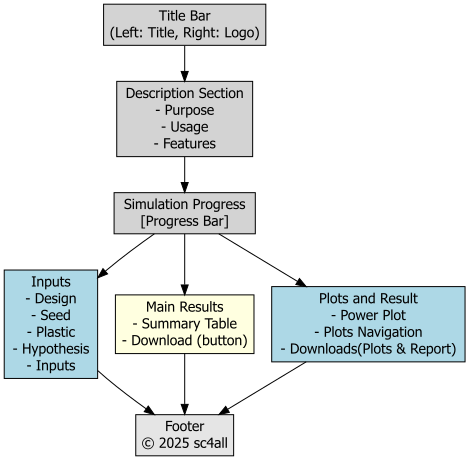 Title Bar
(Left: Title, Right: Logo)
Description Section
- Purpose
- Usage
- Features
Simulation Progress
[Progress Bar]
Inputs
- Design
- Seed
- Plastic
- Hypothesis
- Inputs
Main Results
- Summary Table
- Download (button)
Plots and Result
- Power Plot
- Plots Navigation
- Downloads(Plots & Report)
Footer
© 2025 sc4all